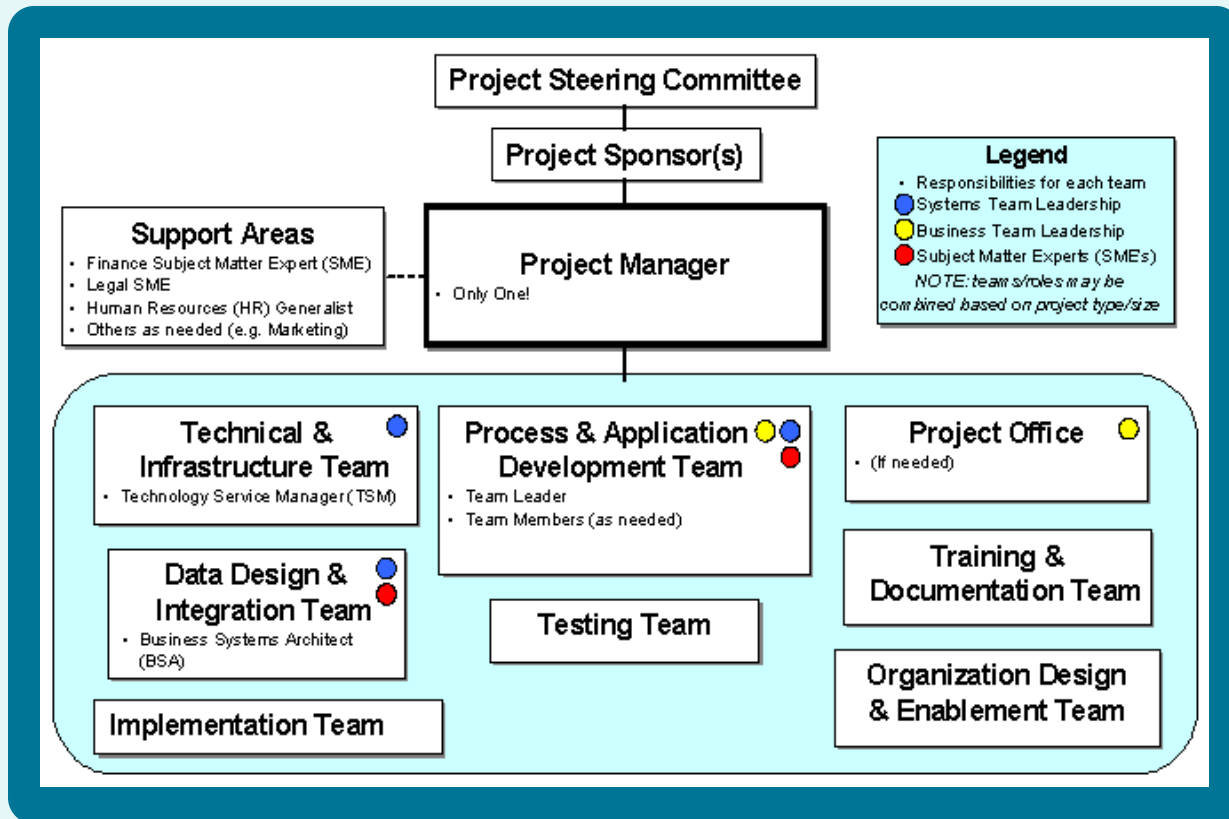 Project Steering Committee
Project Sponsor(s)
Legend
• Responsibilities for each team
Systems Team Leadership
Business Team Leadership
Subject Matter Experts (SME's)
NOTE: teams/roles may be
combined based on project type/size
Support Areas
• Finance Subject Matter Expert (SME)
• Legal SME
• Human Resources (HR) Generalist
• Others as needed (e.g. Marketing)
Project Manager
• Only One!
Technical &
Infrastructure Team
• Technology Service Manager (TSM)
Process & Application
Development Team
• Team Leader
• Team Members (as needed)
Project Office
• (If needed)
Data Design &
Integration Team
• Business Systems Architect
(BSA)
Testing Team
Training &
Documentation Team
Implementation Team
Organization Design
& Enablement Team